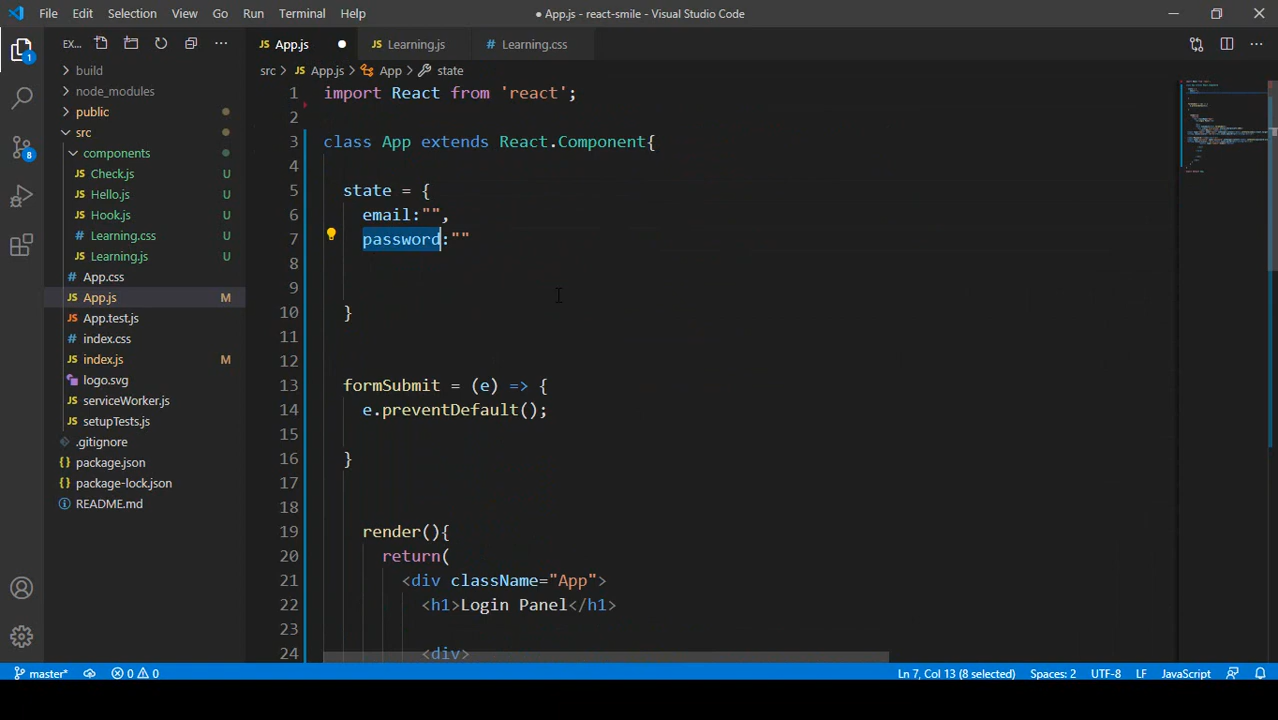 File Edit Selection View Go Run Terminal Help
● App.js - react-smile - Visual Studio Code
EX...
App.js
Learning.js
Learning.css
src > App.js > App > state
build
node_modules
public
src
components
Check.js U
Hello.js U
Hook.js U
Learning.css U
Learning.js U
App.css
App.js M
App.test.js
index.css
index.js M
logo.svg
serviceWorker.js
setupTests.js
.gitignore
package.json
package-lock.json
README.md
1
8
1 import React from 'react';
2
3 class App extends React.Component{
4
5 state = {
6 email:"",
7 password:""
8
9
10 }
11
12
13 formSubmit = (e) => {
14 e.preventDefault();
15
16 }
17
18
19 render(){
20 return(
21 <div className="App">
22 <h1>Login Panel</h1>
23
24 <div>
master* 0 0
Ln 7, Col 13 (8 selected) Spaces: 2 UTF-8 LF JavaScript